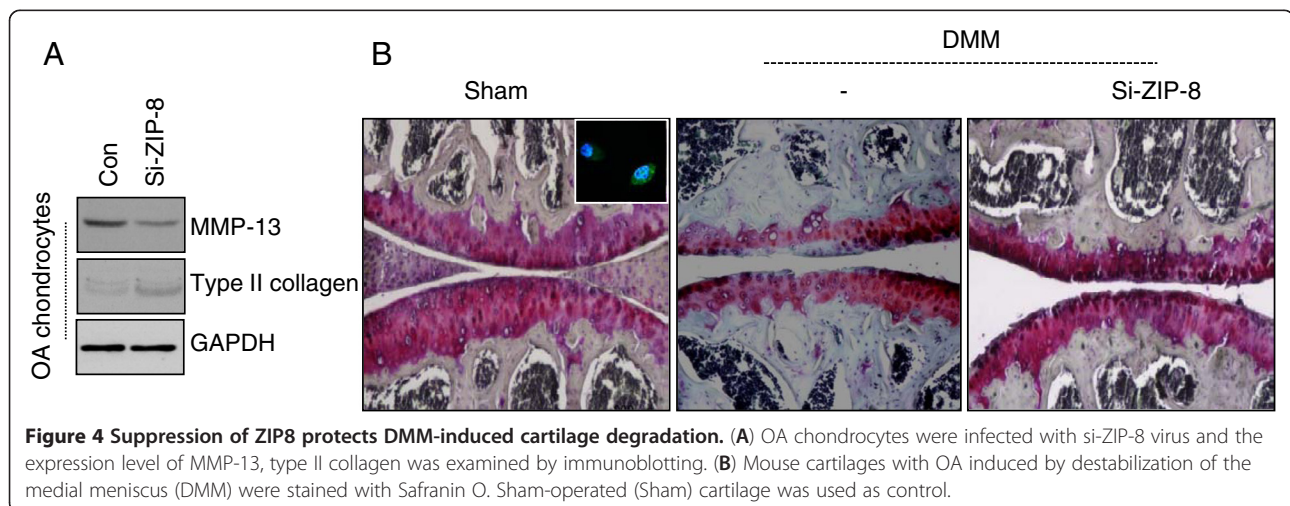 A
B
DMM
Sham
-
Si-ZIP-8
Con
Si-ZIP-8
OA chondrocytes
MMP-13
Type II collagen
GAPDH
Figure 4 Suppression of ZIP8 protects DMM-induced cartilage degradation. (A) OA chondrocytes were infected with si-ZIP-8 virus and the
expression level of MMP-13, type II collagen was examined by immunoblotting. (B) Mouse cartilages with OA induced by destabilization of the
medial meniscus (DMM) were stained with Safranin O. Sham-operated (Sham) cartilage was used as control.